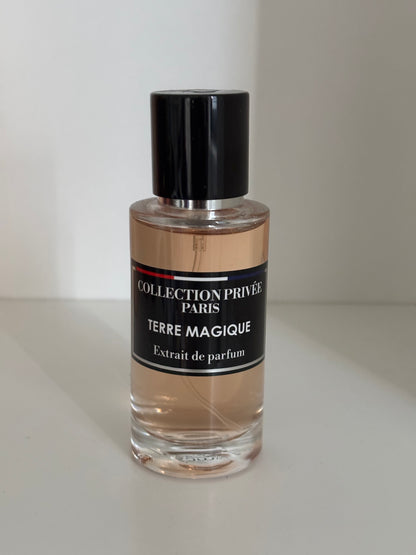 COLLECTION PRIVÉE
PARIS
TERRE MAGIQUE
Extrait de parfum